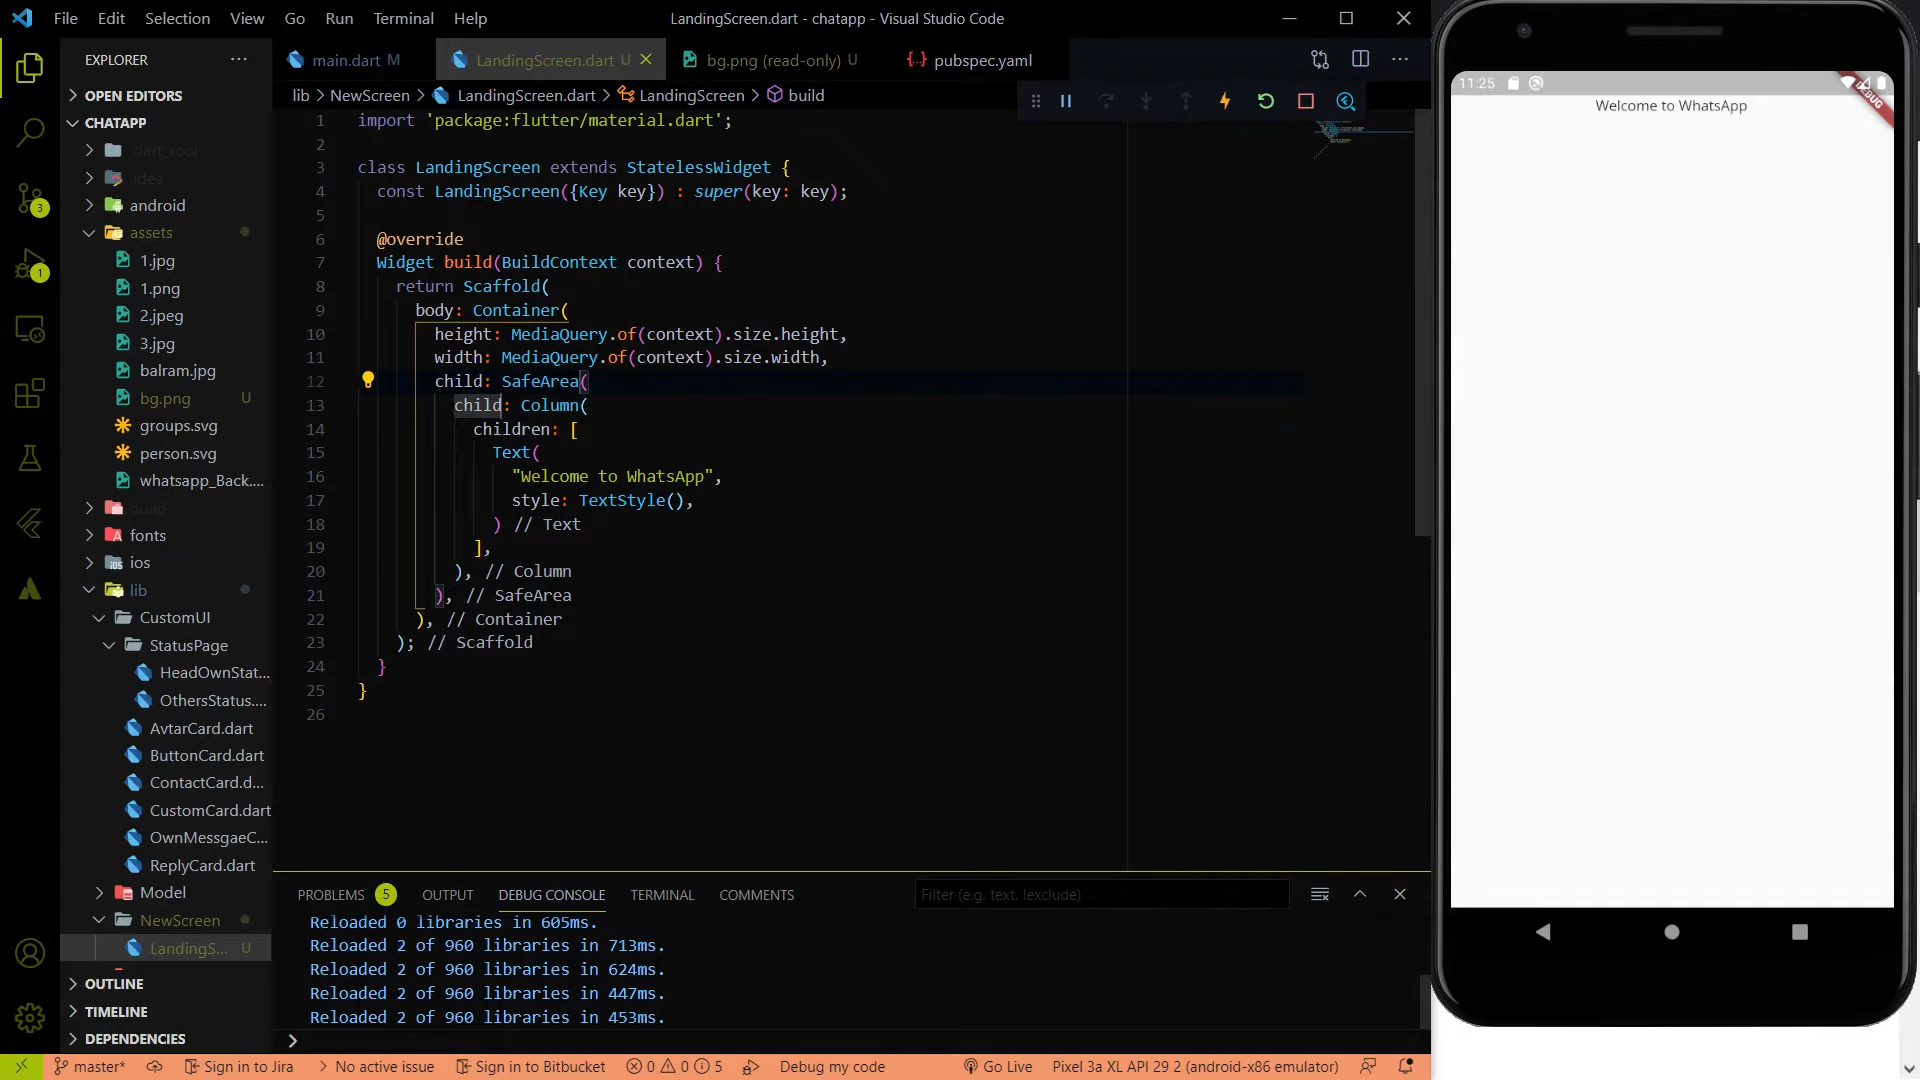 File Edit Selection View Go Run Terminal Help
LandingScreen.dart - chatapp - Visual Studio Code
EXPLORER
main.dart M
LandingScreen.dart U
bg.png (read-only) U
pubspec.yaml
OPEN EDITORS
CHATAPP
.dart_tool
.idea
android
assets
1.jpg
1.png
2.jpeg
3.jpg
balram.jpg
bg.png U
groups.svg
person.svg
whatsapp_Back....
build
fonts
ios
lib
CustomUI
StatusPage
HeadOwnStat...
OthersStatus....
AvtarCard.dart
ButtonCard.dart
ContactCard.d...
CustomCard.dart
OwnMessgaeC...
ReplyCard.dart
Model
NewScreen
LandingS... U
OUTLINE
TIMELINE
DEPENDENCIES
3
1
lib > NewScreen > LandingScreen.dart > LandingScreen > build
1 import 'package:flutter/material.dart';
2
3 class LandingScreen extends StatelessWidget {
4 const LandingScreen({Key key}) : super(key: key);
5
6 @override
7 Widget build(BuildContext context) {
8 return Scaffold(
9 body: Container(
10 height: MediaQuery.of(context).size.height,
11 width: MediaQuery.of(context).size.width,
12 child: SafeArea(
13 child: Column(
14 children: [
15 Text(
16 "Welcome to WhatsApp",
17 style: TextStyle(),
18 ) // Text
19 ],
20 ), // Column
21 ), // SafeArea
22 ), // Container
23 ); // Scaffold
24 }
25 }
26
PROBLEMS 5 OUTPUT DEBUG CONSOLE TERMINAL COMMENTS
Filter (e.g. text, !exclude)
Reloaded 0 libraries in 605ms.
Reloaded 2 of 960 libraries in 713ms.
Reloaded 2 of 960 libraries in 624ms.
Reloaded 2 of 960 libraries in 447ms.
Reloaded 2 of 960 libraries in 453ms.
master* Sign in to Jira No active issue Sign in to Bitbucket 0 0 5 Debug my code Go Live Pixel 3a XL API 29 2 (android-x86 emulator)
11:25
DEBUG
Welcome to WhatsApp